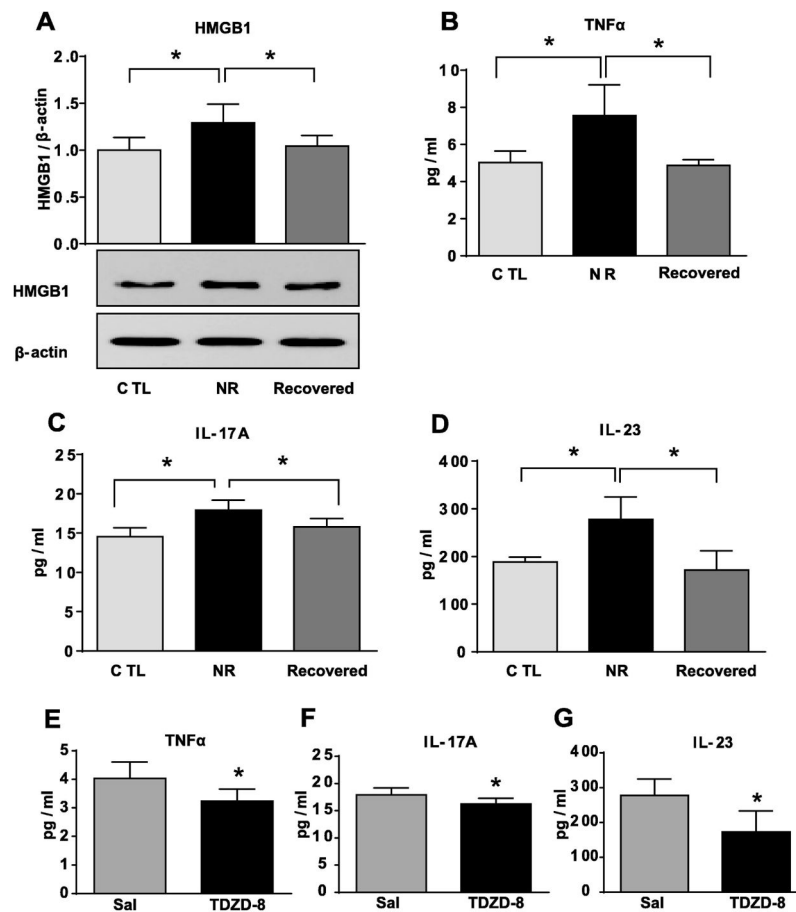 A
HMGB1
*
*
HMGB1 / β-actin
2.0
1.5
1.0
0.5
0.0
HMGB1
β-actin
C TL
NR
Recovered
B
TNFα
*
*
pg / ml
10
8
6
4
2
0
C TL
N R
Recovered
C
IL-17A
*
*
pg / ml
25
20
15
10
5
0
C TL
NR
Recovered
D
IL-23
*
*
pg / ml
400
300
200
100
0
C TL
NR
Recovered
E
TNFα
*
pg / ml
5
4
3
2
1
0
Sal
TDZD-8
F
IL-17A
*
pg / ml
25
20
15
10
5
0
Sal
TDZD-8
G
IL-23
*
pg / ml
400
300
200
100
0
Sal
TDZD-8